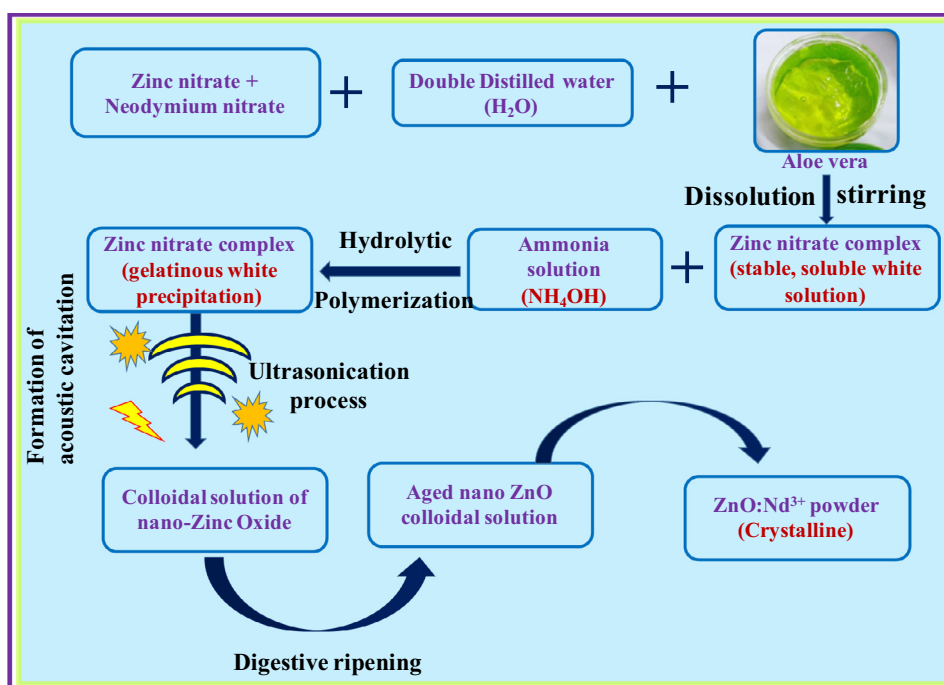 Zinc nitrate +
Neodymium nitrate
+
Double Distilled water
(H₂O)
+
Aloe vera
Dissolution
stirring
Zinc nitrate complex
(stable, soluble white
solution)
+
Ammonia
solution
(NH₄OH)
Hydrolytic
Polymerization
Zinc nitrate complex
(gelatinous white
precipitation)
Formation of
acoustic cavitation
Ultrasonication
process
Colloidal solution of
nano-Zinc Oxide
Digestive ripening
Aged nano ZnO
colloidal solution
ZnO:Nd³⁺ powder
(Crystalline)